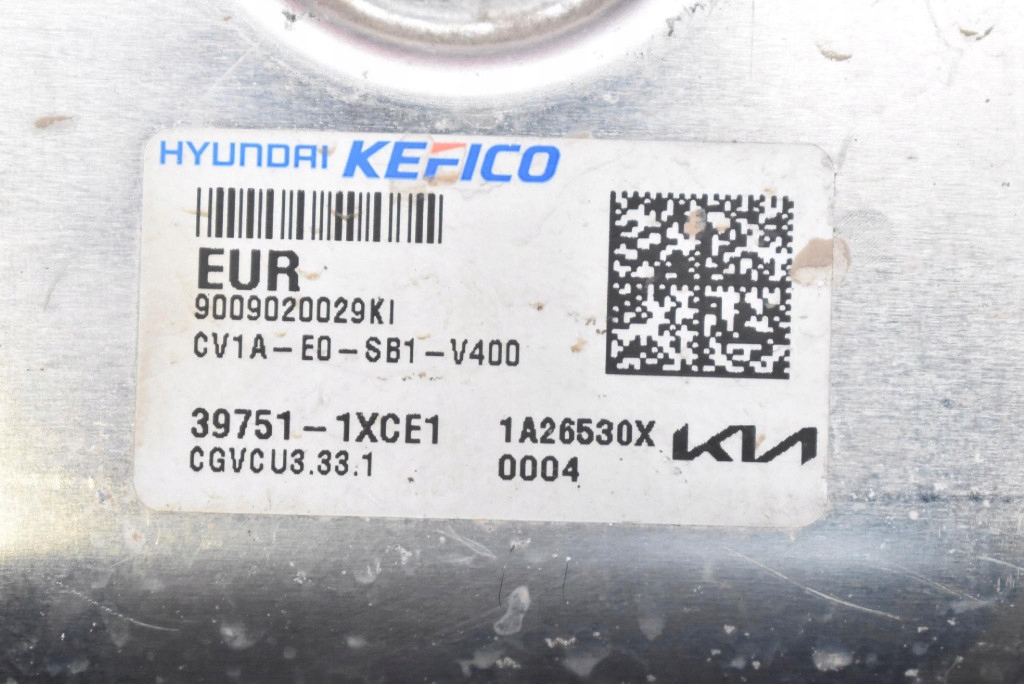 HYUNDAI KEFICO
EUR
9009020029KI
CV1A-E0-SB1-V400
39751-1XCE1
1A26530X
KIA
CGVCU3.33.1
0004